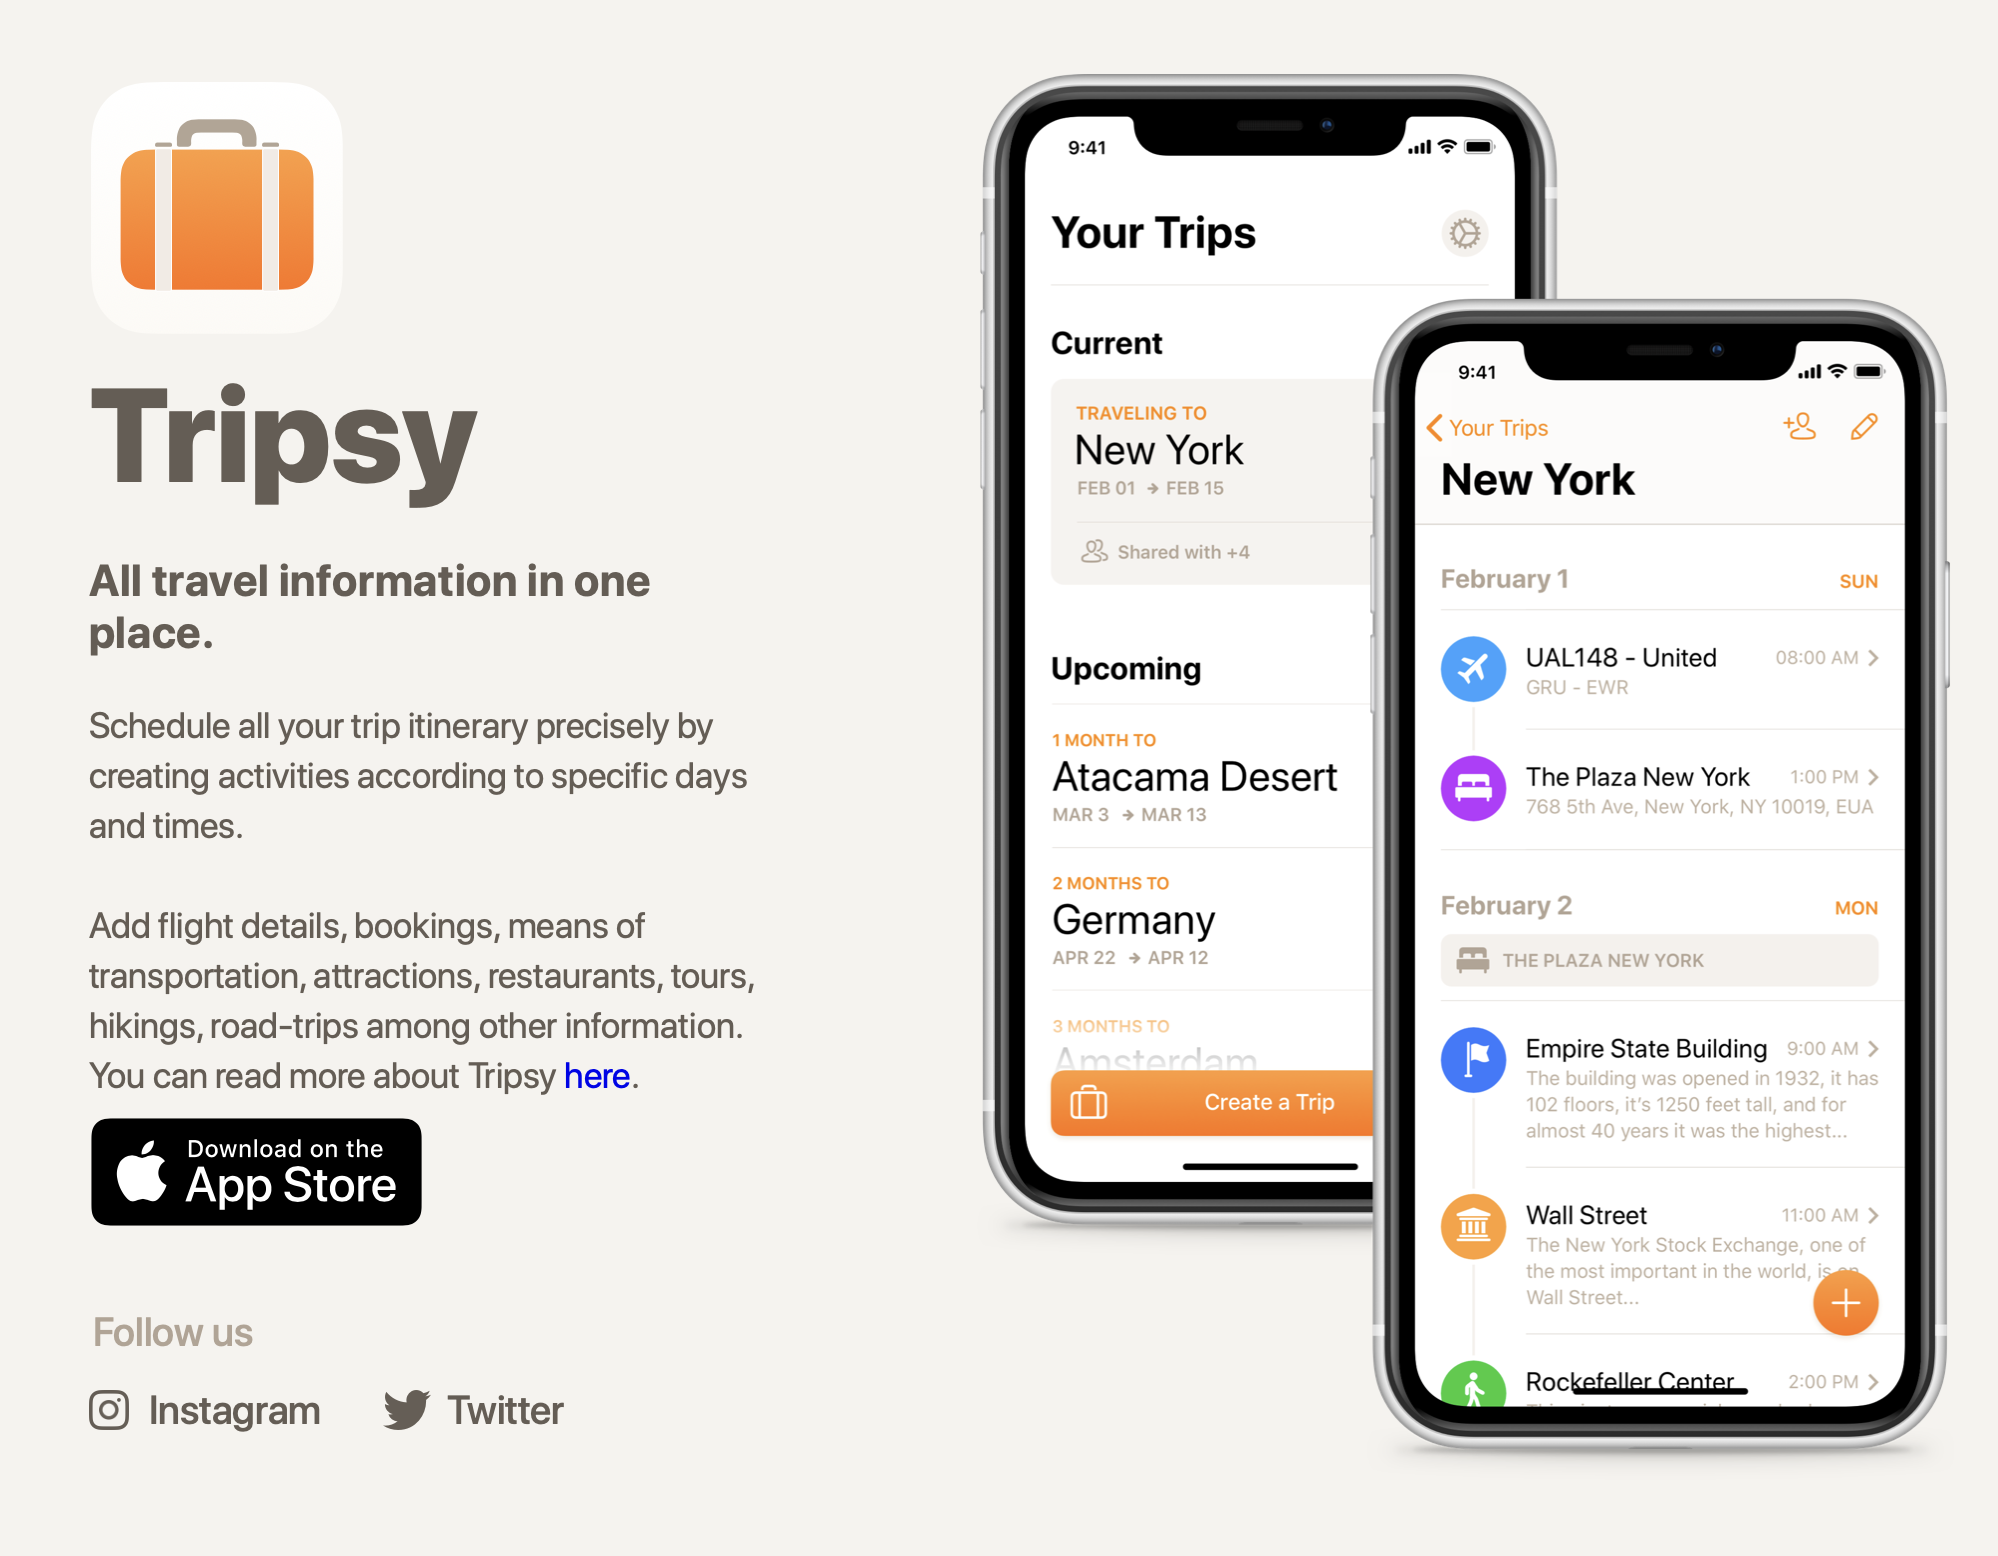 Tripsy
All travel information in one
place.
Schedule all your trip itinerary precisely by
creating activities according to specific days
and times.
Add flight details, bookings, means of
transportation, attractions, restaurants, tours,
hikings, road-trips among other information.
You can read more about Tripsy here.
Download on the
App Store
Follow us
Instagram
Twitter
9:41
Your Trips
Current
TRAVELING TO
New York
FEB 01 → FEB 15
Shared with +4
Upcoming
1 MONTH TO
Atacama Desert
MAR 3 → MAR 13
2 MONTHS TO
Germany
APR 22 → APR 12
3 MONTHS TO
Amsterdam
Create a Trip
9:41
Your Trips
New York
February 1 SUN
UAL148 - United 08:00 AM
GRU - EWR
The Plaza New York 1:00 PM
768 5th Ave, New York, NY 10019, EUA
February 2 MON
THE PLAZA NEW YORK
Empire State Building 9:00 AM
The building was opened in 1932, it has
102 floors, it's 1250 feet tall, and for
almost 40 years it was the highest...
Wall Street 11:00 AM
The New York Stock Exchange, one of
the most important in the world, is on
Wall Street...
Rockefeller Center 2:00 PM